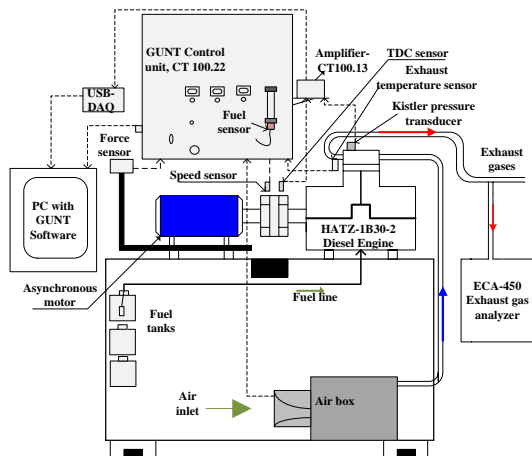 GUNT Control
unit, CT 100.22
Amplifier-
CT100.13
TDC sensor
Exhaust
temperature sensor
Kistler pressure
transducer
USB-
DAQ
Fuel
sensor
Force
sensor
Speed sensor
Exhaust
gases
PC with
GUNT
Software
HATZ-1B30-2
Diesel Engine
Asynchronous
motor
Fuel line
ECA-450
Exhaust gas
analyzer
Fuel
tanks
Air
inlet
Air box